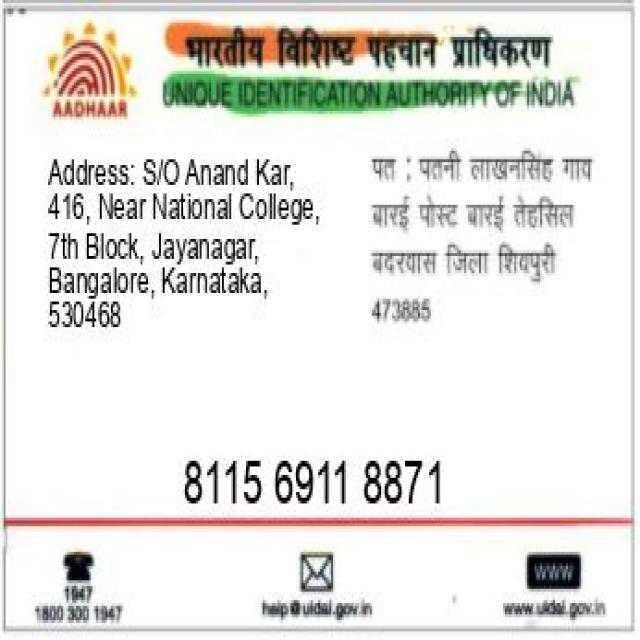 भारतीय विशिष्ट पहचान प्राधिकरण
AADHAAR
UNIQUE IDENTIFICATION AUTHORITY OF INDIA
Address: S/O Anand Kar,
416, Near National College,
7th Block, Jayanagar,
Bangalore, Karnataka,
530468
पत : पतनी लाखनसिंह गाय
बारई पोस्ट बारई तेहसिल
बदरवास जिला शिवपुरी
473885
8115 6911 8871
1947
1800 300 1947
help@uidai.gov.in
www
www.uidai.gov.in